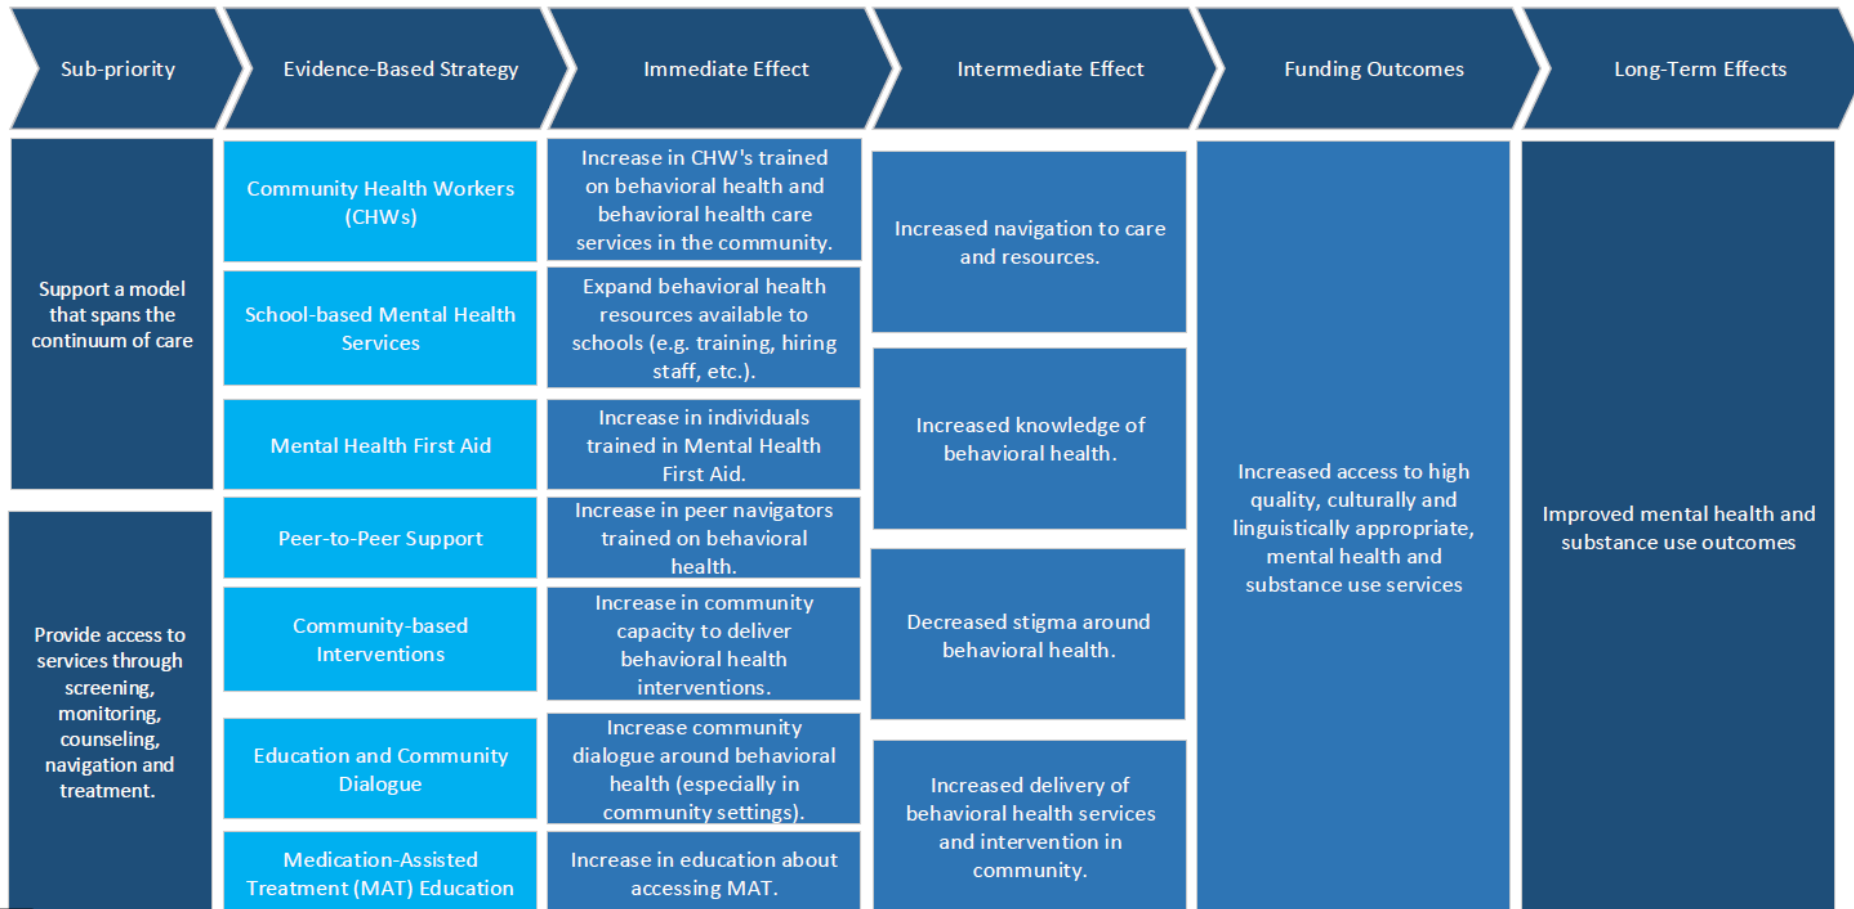 Sub-priority
Evidence-Based Strategy
Immediate Effect
Intermediate Effect
Funding Outcomes
Long-Term Effects
Support a model
that spans the
continuum of care
Provide access to
services through
screening,
monitoring,
counseling,
navigation and
treatment.
Community Health Workers
(CHWs)
School-based Mental Health
Services
Mental Health First Aid
Peer-to-Peer Support
Community-based
Interventions
Education and Community
Dialogue
Medication-Assisted
Treatment (MAT) Education
Increase in CHW's trained
on behavioral health and
behavioral health care
services in the community.
Expand behavioral health
resources available to
schools (e.g. training, hiring
staff, etc.).
Increase in individuals
trained in Mental Health
First Aid.
Increase in peer navigators
trained on behavioral
health.
Increase in community
capacity to deliver
behavioral health
interventions.
Increase community
dialogue around behavioral
health (especially in
community settings).
Increase in education about
accessing MAT.
Increased navigation to care
and resources.
Increased knowledge of
behavioral health.
Decreased stigma around
behavioral health.
Increased delivery of
behavioral health services
and intervention in
community.
Increased access to high
quality, culturally and
linguistically appropriate,
mental health and
substance use services
Improved mental health and
substance use outcomes